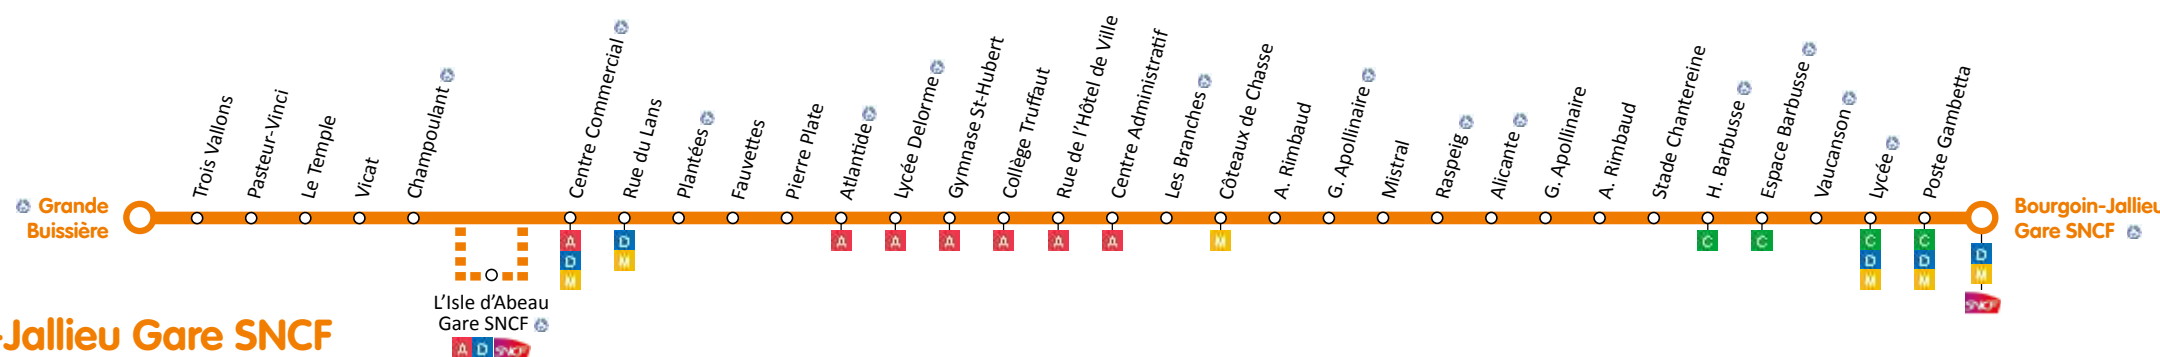 Grande
Buissière
Trois Vallons
Pasteur-Vinci
Le Temple
Vicat
Champoulant
L'Isle d'Abeau
Gare SNCF
A D SNCF
Centre Commercial
A
D
M
Rue du Lans
D
M
Plantées
Fauvettes
Pierre Plate
Atlantide
A
Lycée Delorme
A
Gymnase St-Hubert
A
Collège Truffaut
A
Rue de l'Hôtel de Ville
A
Centre Administratif
A
Les Branches
Côteaux de Chasse
M
A. Rimbaud
G. Apollinaire
Mistral
Raspeig
Alicante
G. Apollinaire
A. Rimbaud
Stade Chantereine
H. Barbusse
C
Espace Barbusse
C
Vaucanson
Lycée
C
D
M
Poste Gambetta
C
D
M
Bourgoin-Jallieu
Gare SNCF
D
M
SNCF
-Jallieu Gare SNCF